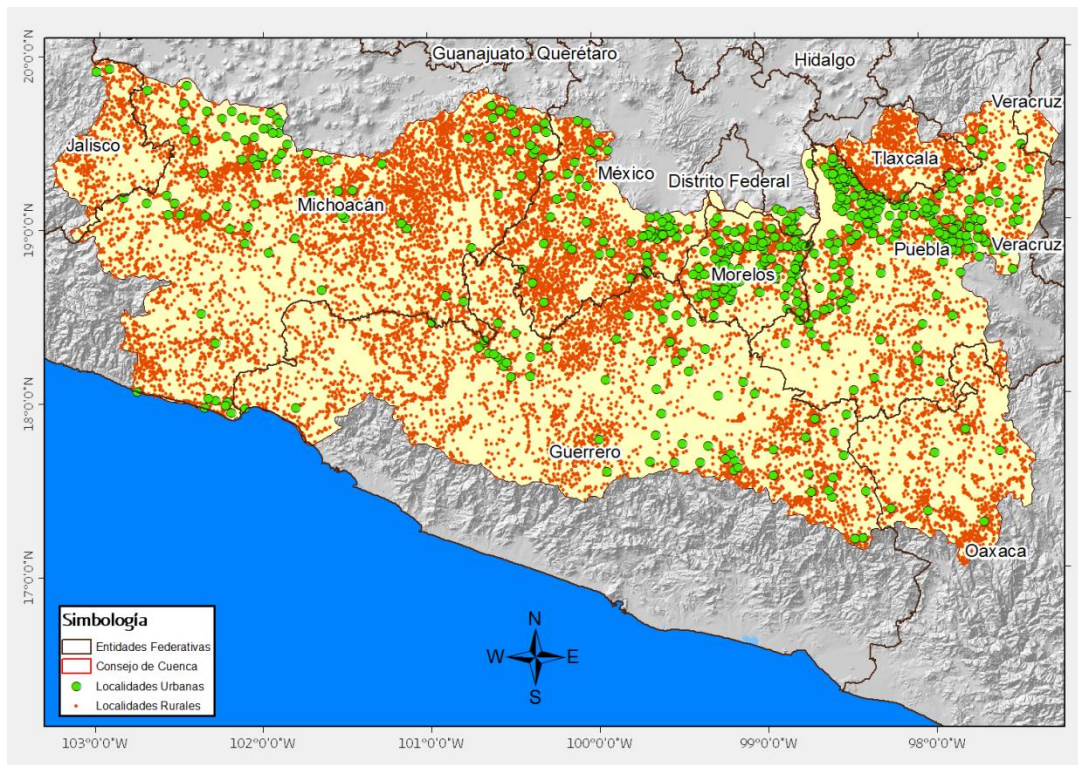 Guanajuato Querétaro
Hidalgo
Veracruz
Jalisco
Tlaxcala
México
Distrito Federal
Michoacán
Puebla
Veracruz
Morelos
Guerrero
Oaxaca
20°0'0"N
19°0'0"N
18°0'0"N
17°0'0"N
Simbología
Entidades Federativas
Consejo de Cuenca
Localidades Urbanas
Localidades Rurales
N
W E
S
103°0'0"W 102°0'0"W 101°0'0"W 100°0'0"W 99°0'0"W 98°0'0"W